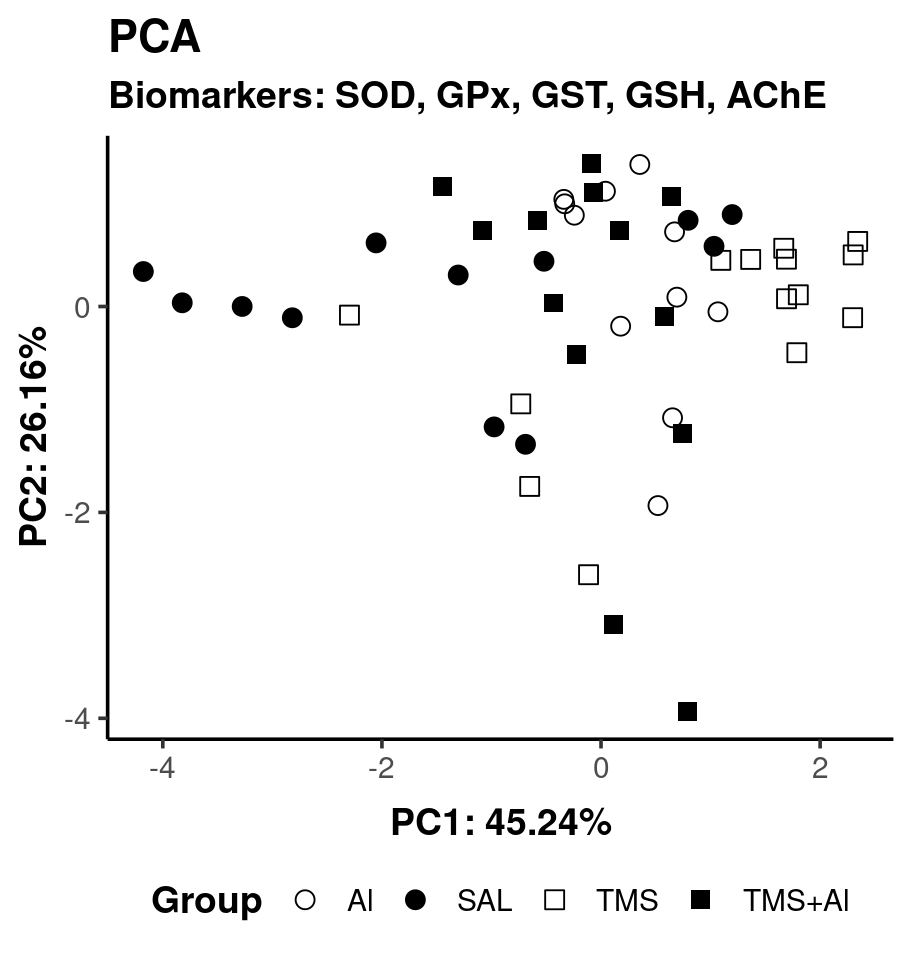 PCA
Biomarkers: SOD, GPx, GST, GSH, AChE
PC2: 26.16%
0
-2
-4
-4 -2 0 2
PC1: 45.24%
Group Al SAL TMS TMS+Al